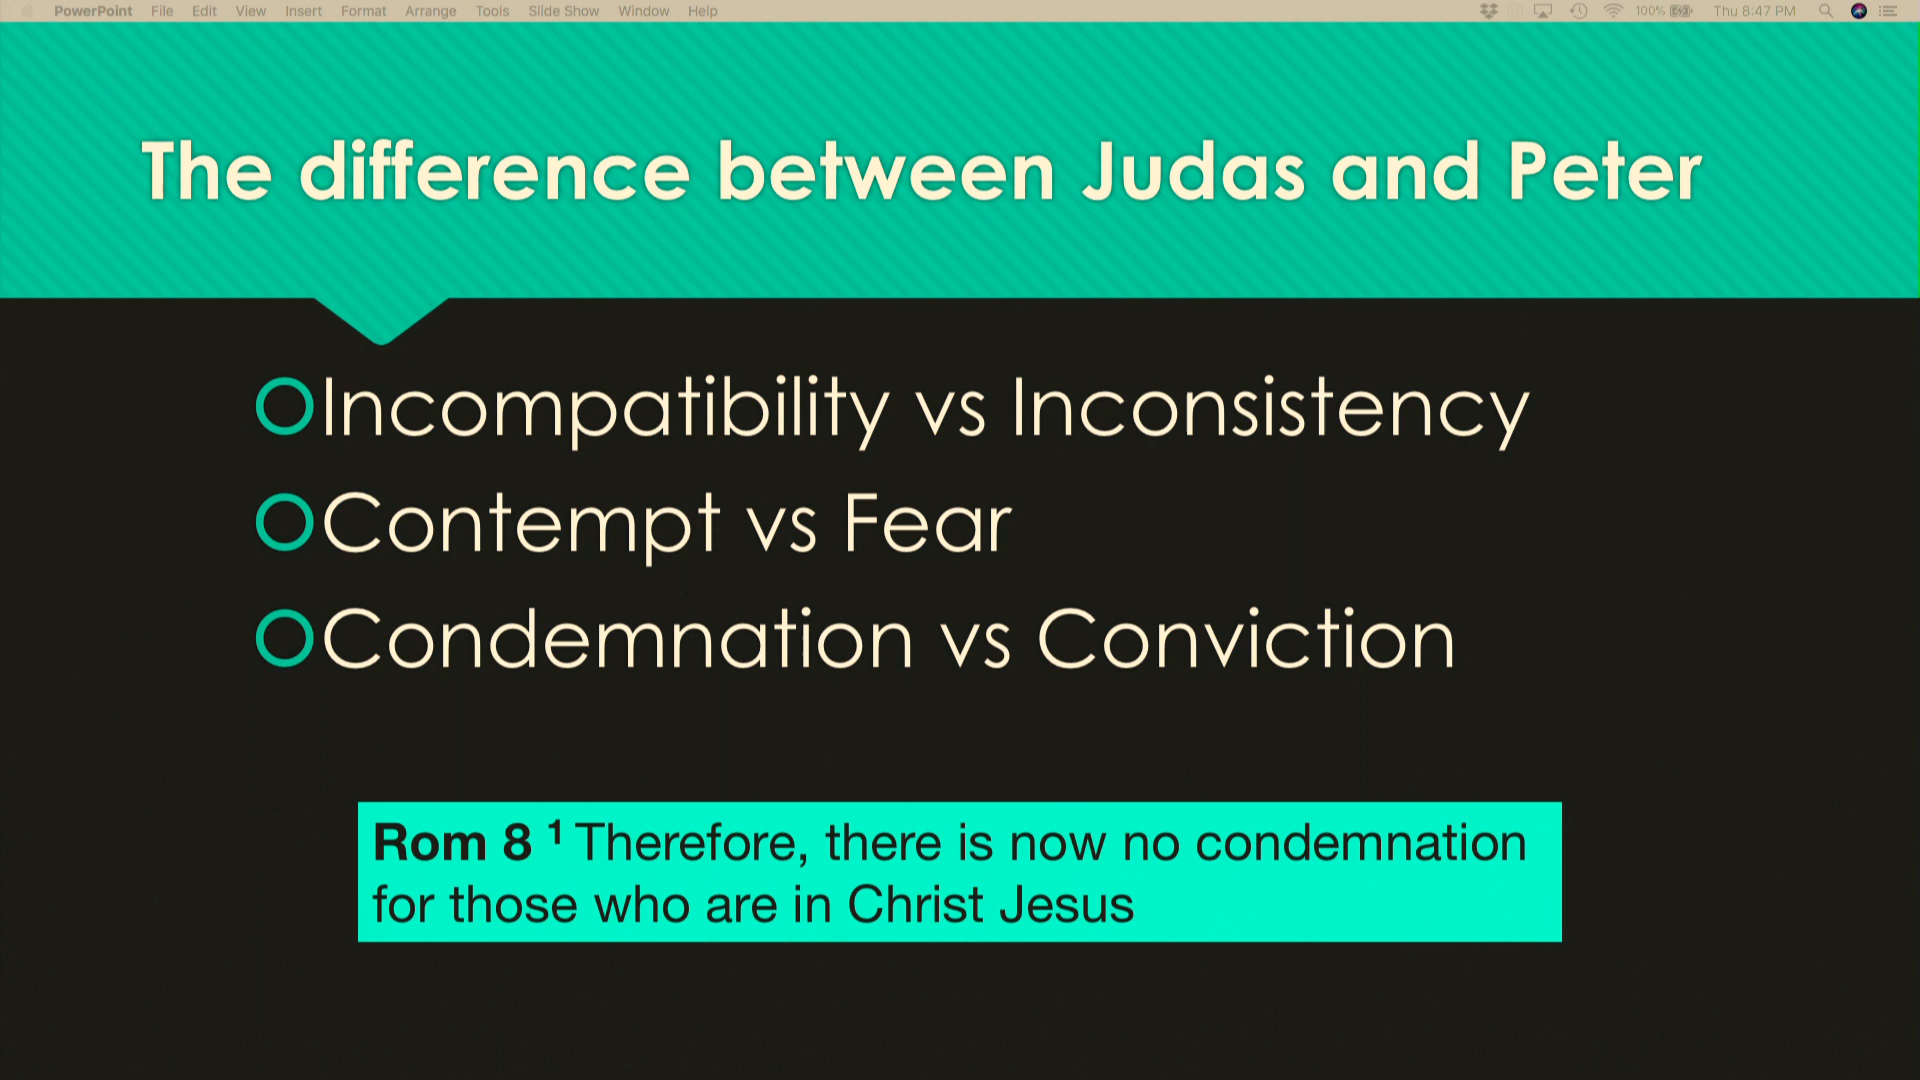 PowerPoint File Edit View Insert Format Arrange Tools Slide Show Window Help 100% Thu 8:47 PM
The difference between Judas and Peter
Incompatibility vs Inconsistency
Contempt vs Fear
Condemnation vs Conviction
Rom 8 ¹ Therefore, there is now no condemnation
for those who are in Christ Jesus